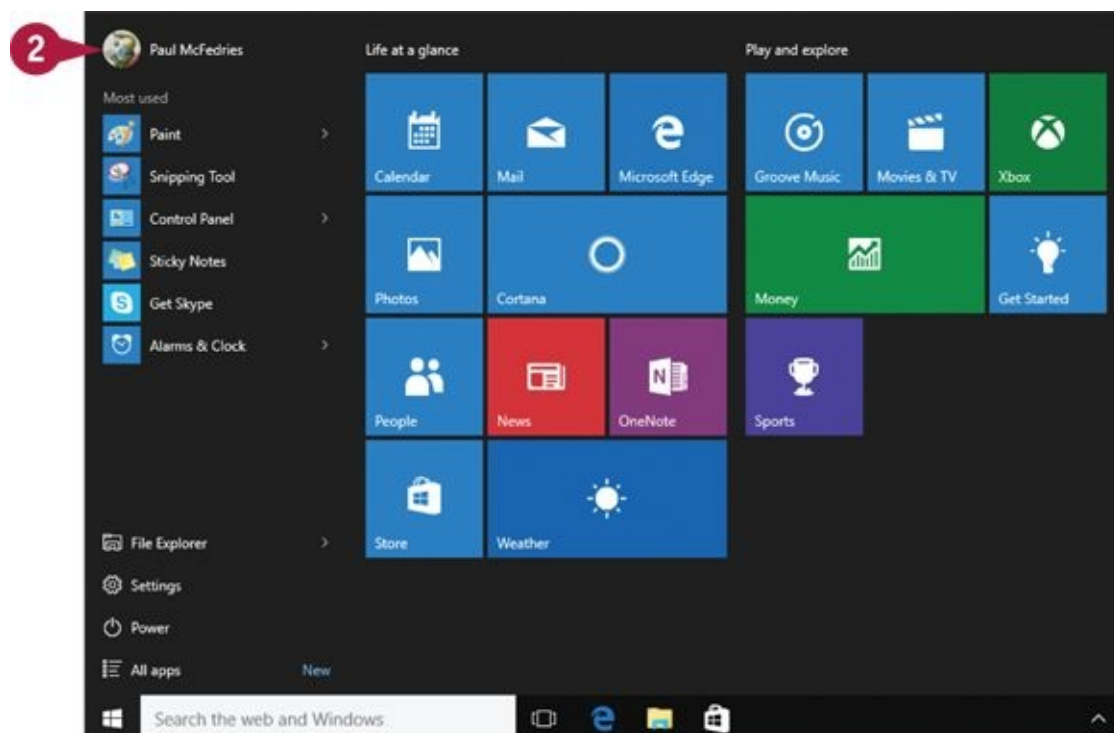 2
Paul McFedries
Most used
Paint
Snipping Tool
Control Panel
Sticky Notes
Get Skype
Alarms & Clock
File Explorer
Settings
Power
All apps New
Life at a glance
Calendar Mail Microsoft Edge
Photos Cortana
People News OneNote
Store Weather
Play and explore
Groove Music Movies & TV Xbox
Money Get Started
Sports
Search the web and Windows